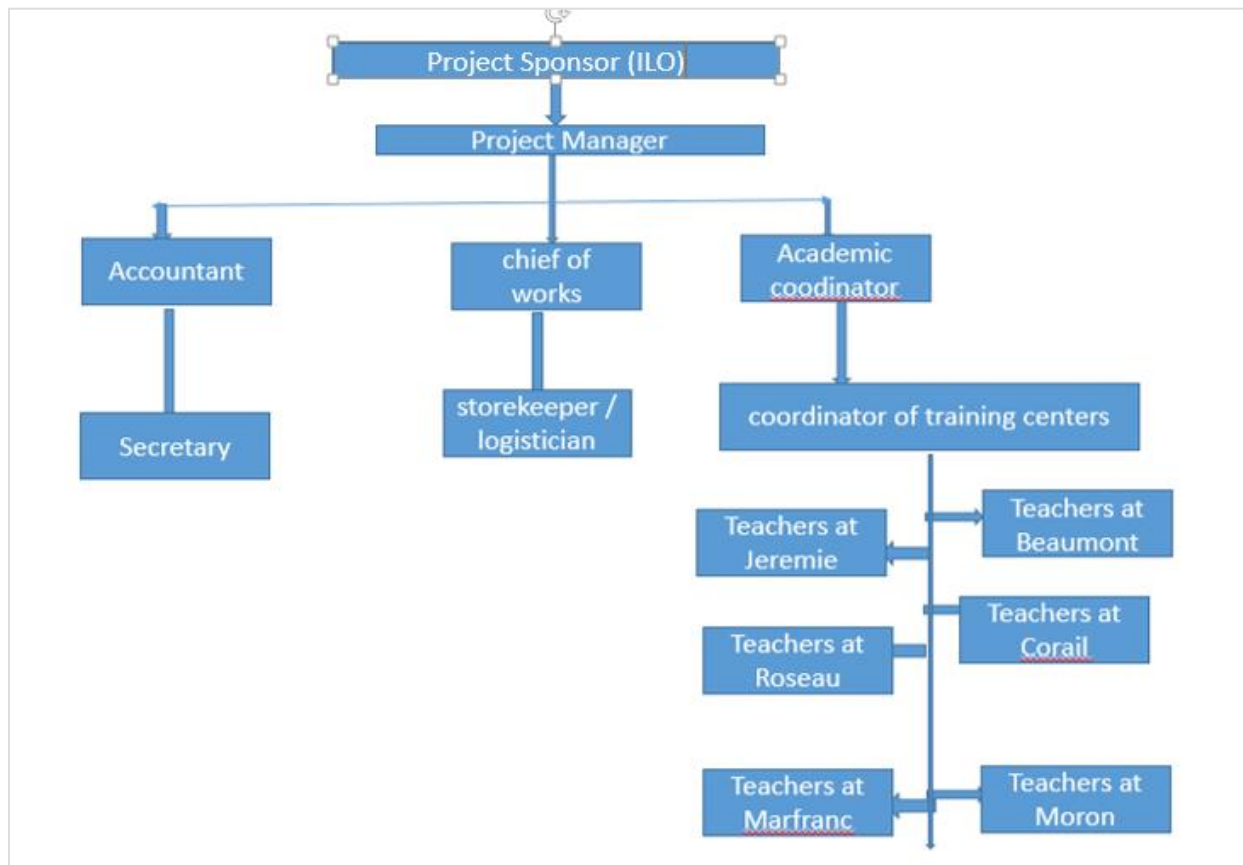 Project Sponsor (ILO)
Project Manager
Accountant
chief of
works
Academic
coodinator
Secretary
storekeeper /
logistician
coordinator of training centers
Teachers at
Jeremie
Teachers at
Beaumont
Teachers at
Roseau
Teachers at
Corail
Teachers at
Marfranc
Teachers at
Moron